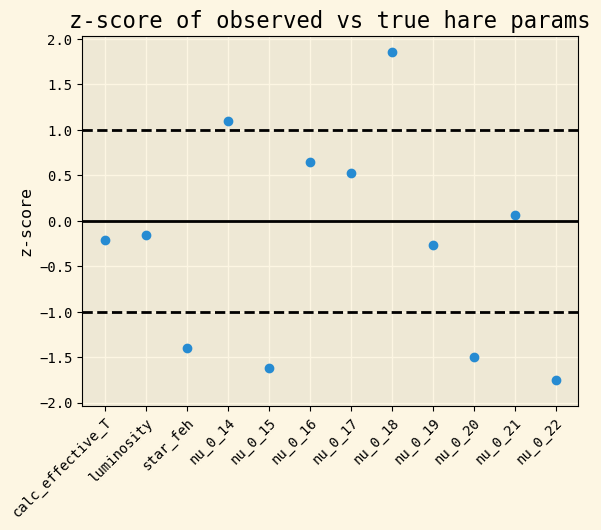 z-score of observed vs true hare params
z-score
2.0
1.5
1.0
0.5
0.0
−0.5
−1.0
−1.5
−2.0
calc_effective_T
luminosity
star_feh
nu_0_14
nu_0_15
nu_0_16
nu_0_17
nu_0_18
nu_0_19
nu_0_20
nu_0_21
nu_0_22